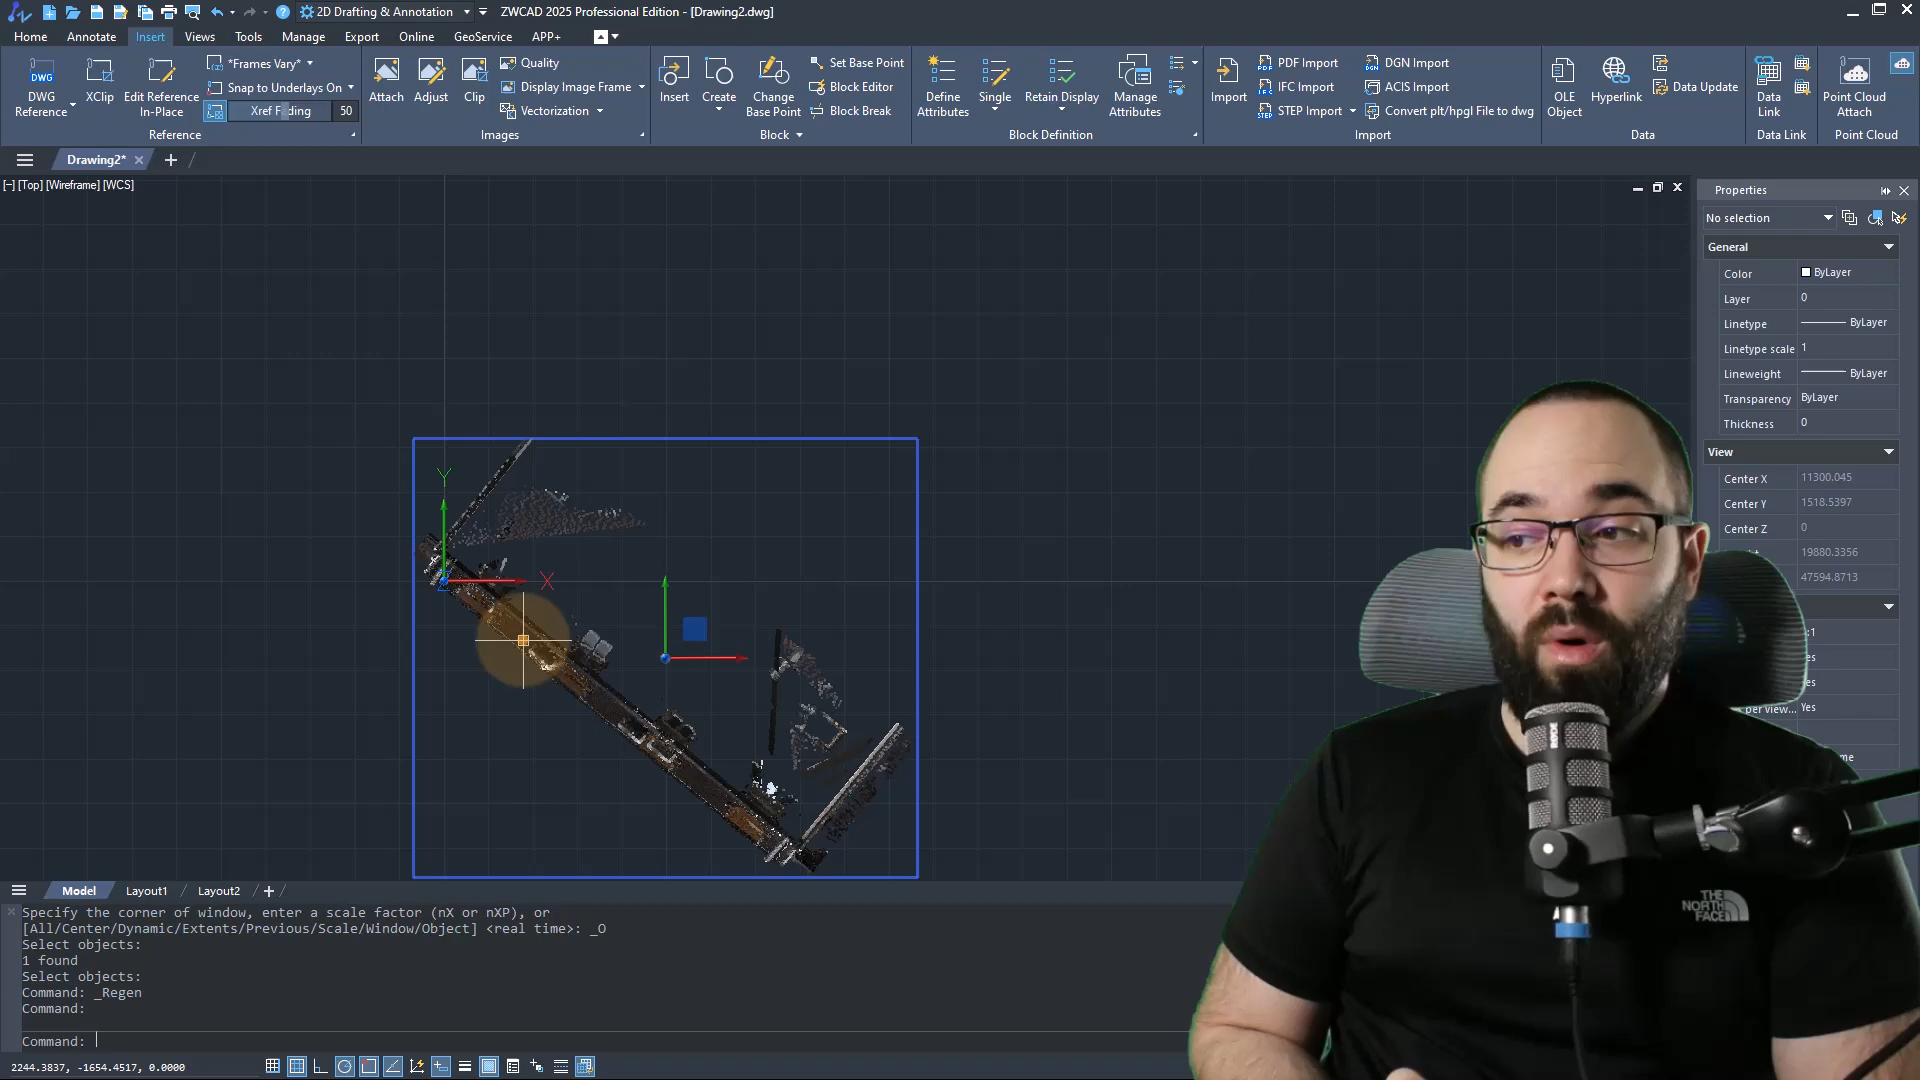 2D Drafting & Annotation
ZWCAD 2025 Professional Edition - [Drawing2.dwg]
Home Annotate Insert Views Tools Manage Export Online GeoService APP+
DWG Reference
XClip
Edit Reference In-Place
*Frames Vary*
Snap to Underlays On
Xref Fading 50
Reference
Attach
Adjust
Clip
Quality
Display Image Frame
Vectorization
Images
Insert
Create
Change Base Point
Set Base Point
Block Editor
Block Break
Block
Define Attributes
Single
Retain Display
Manage Attributes
Block Definition
Import
PDF Import
IFC Import
STEP Import
DGN Import
ACIS Import
Convert plt/hpgl File to dwg
Import
OLE Object
Hyperlink
Data Update
Data
Data Link
Data Link
Point Cloud Attach
Point Cloud
Drawing2*
[−] [Top] [Wireframe] [WCS]
Y
X
Properties
No selection
General
Color ByLayer
Layer 0
Linetype ByLayer
Linetype scale 1
Lineweight ByLayer
Transparency ByLayer
Thickness 0
View
Center X 11300.045
Center Y 1518.5397
Center Z 0
19880.3356
47594.8713
:1
es
es
per view... Yes
me
RØDE
THE NORTH FACE
Model Layout1 Layout2
Specify the corner of window, enter a scale factor (nX or nXP), or
[All/Center/Dynamic/Extents/Previous/Scale/Window/Object] <real time>: _O
Select objects:
1 found
Select objects:
Command: _Regen
Command:
Command:
2244.3837, -1654.4517, 0.0000